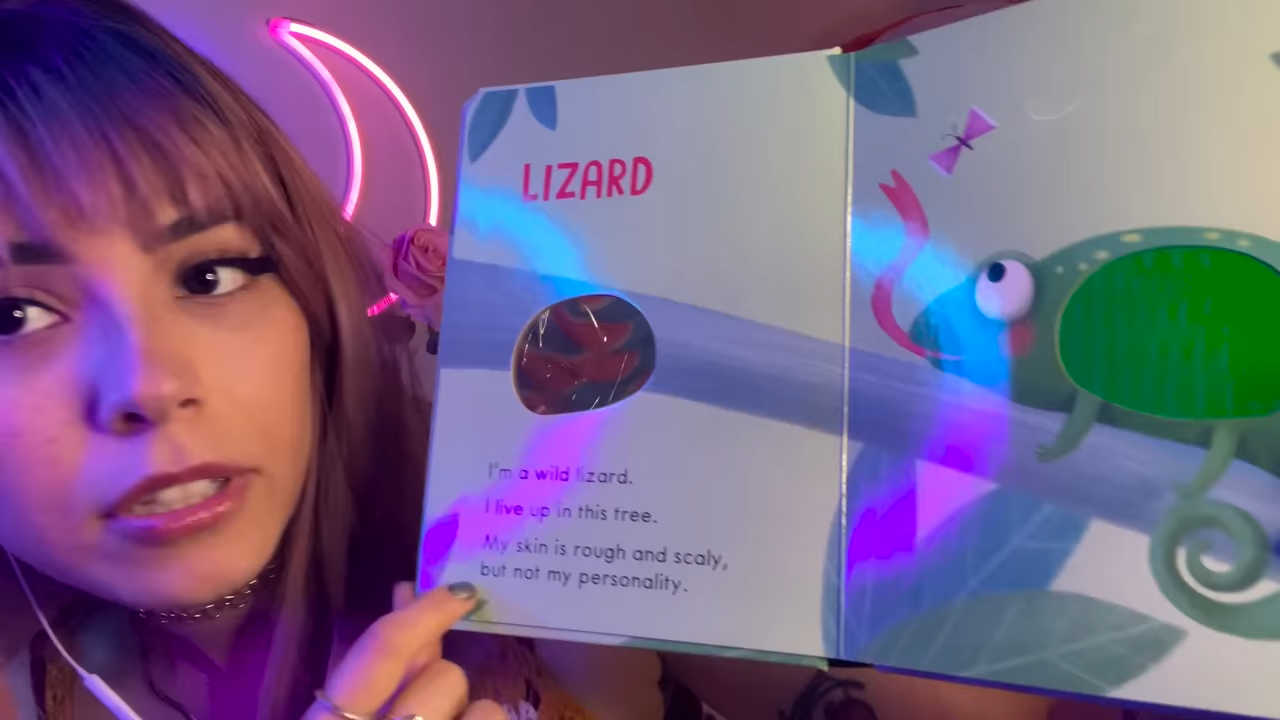 LIZARD
I'm a wild lizard.
I live up in this tree.
My skin is rough and scaly,
but not my personality.